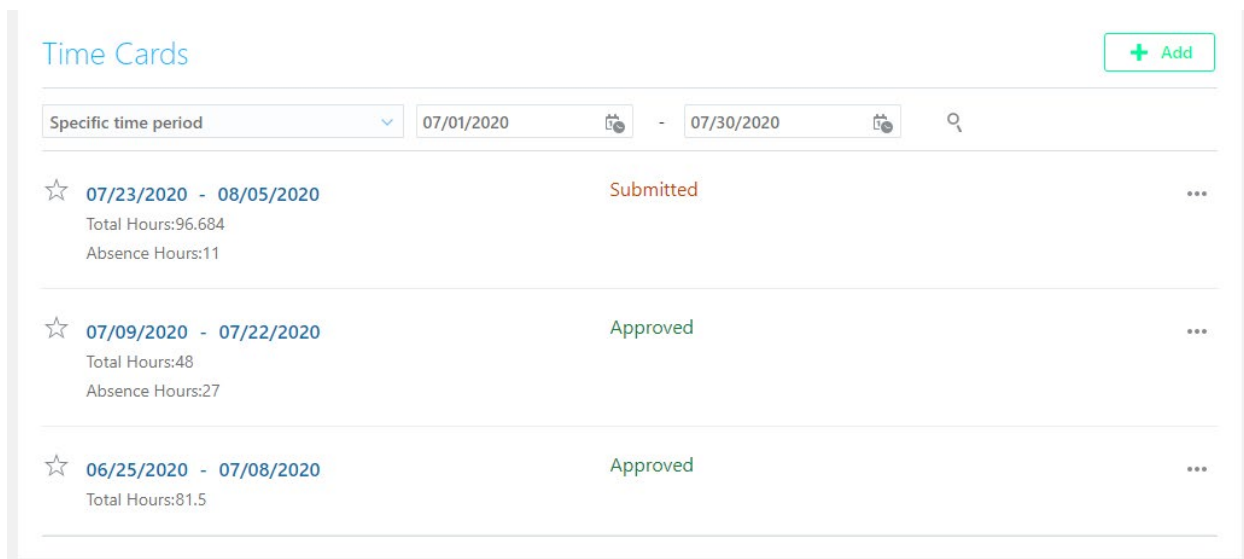 Time Cards
Add
Specific time period 07/01/2020 - 07/30/2020
07/23/2020 - 08/05/2020 Submitted
Total Hours:96.684
Absence Hours:11
07/09/2020 - 07/22/2020 Approved
Total Hours:48
Absence Hours:27
06/25/2020 - 07/08/2020 Approved
Total Hours:81.5